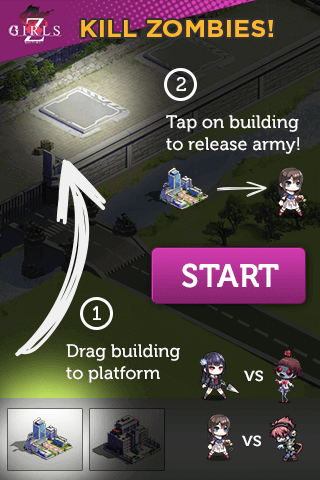 GIRLS
Z
KILL ZOMBIES!
2
Tap on building
to release army!
START
1
Drag building
to platform
VS
VS